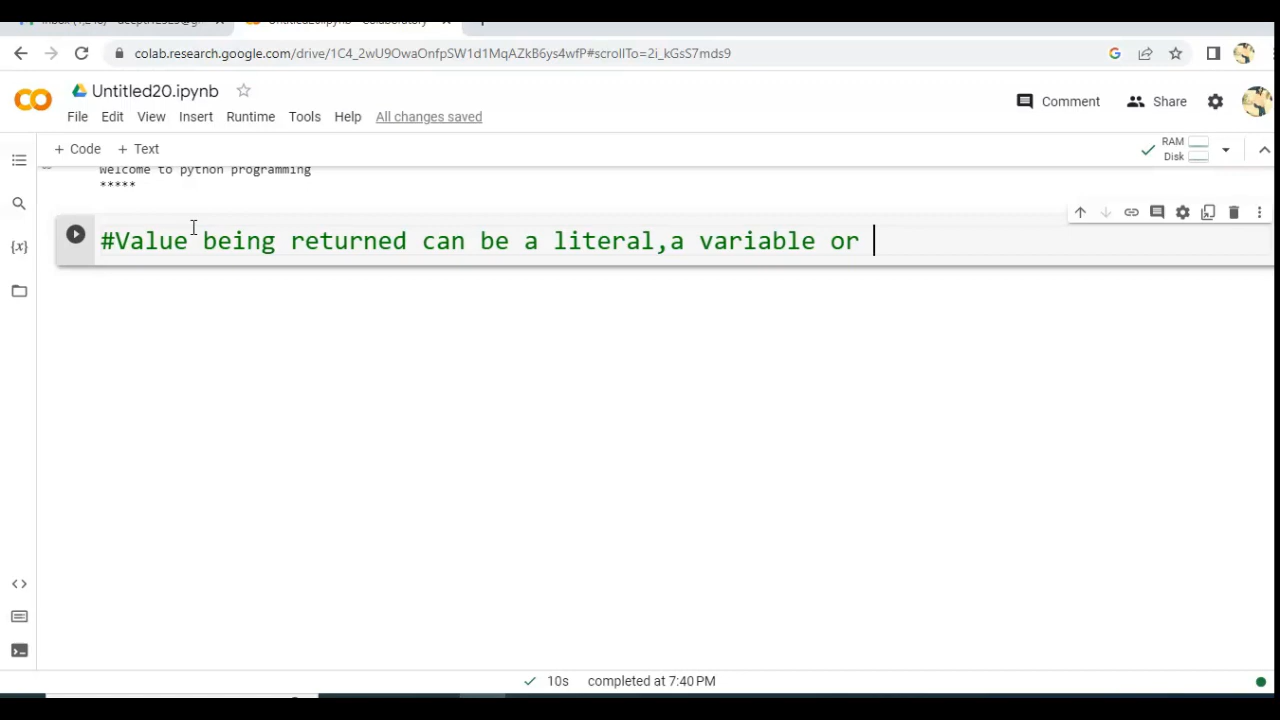 colab.research.google.com/drive/1C4_2wU9OwaOnfpSW1d1MqAZkB6ys4wfP#scrollTo=2i_kGsS7mds9
Untitled20.ipynb
Comment
Share
File Edit View Insert Runtime Tools Help All changes saved
+ Code + Text
RAM
Disk
Welcome to python programming
*****
#Value being returned can be a literal,a variable or
10s completed at 7:40 PM